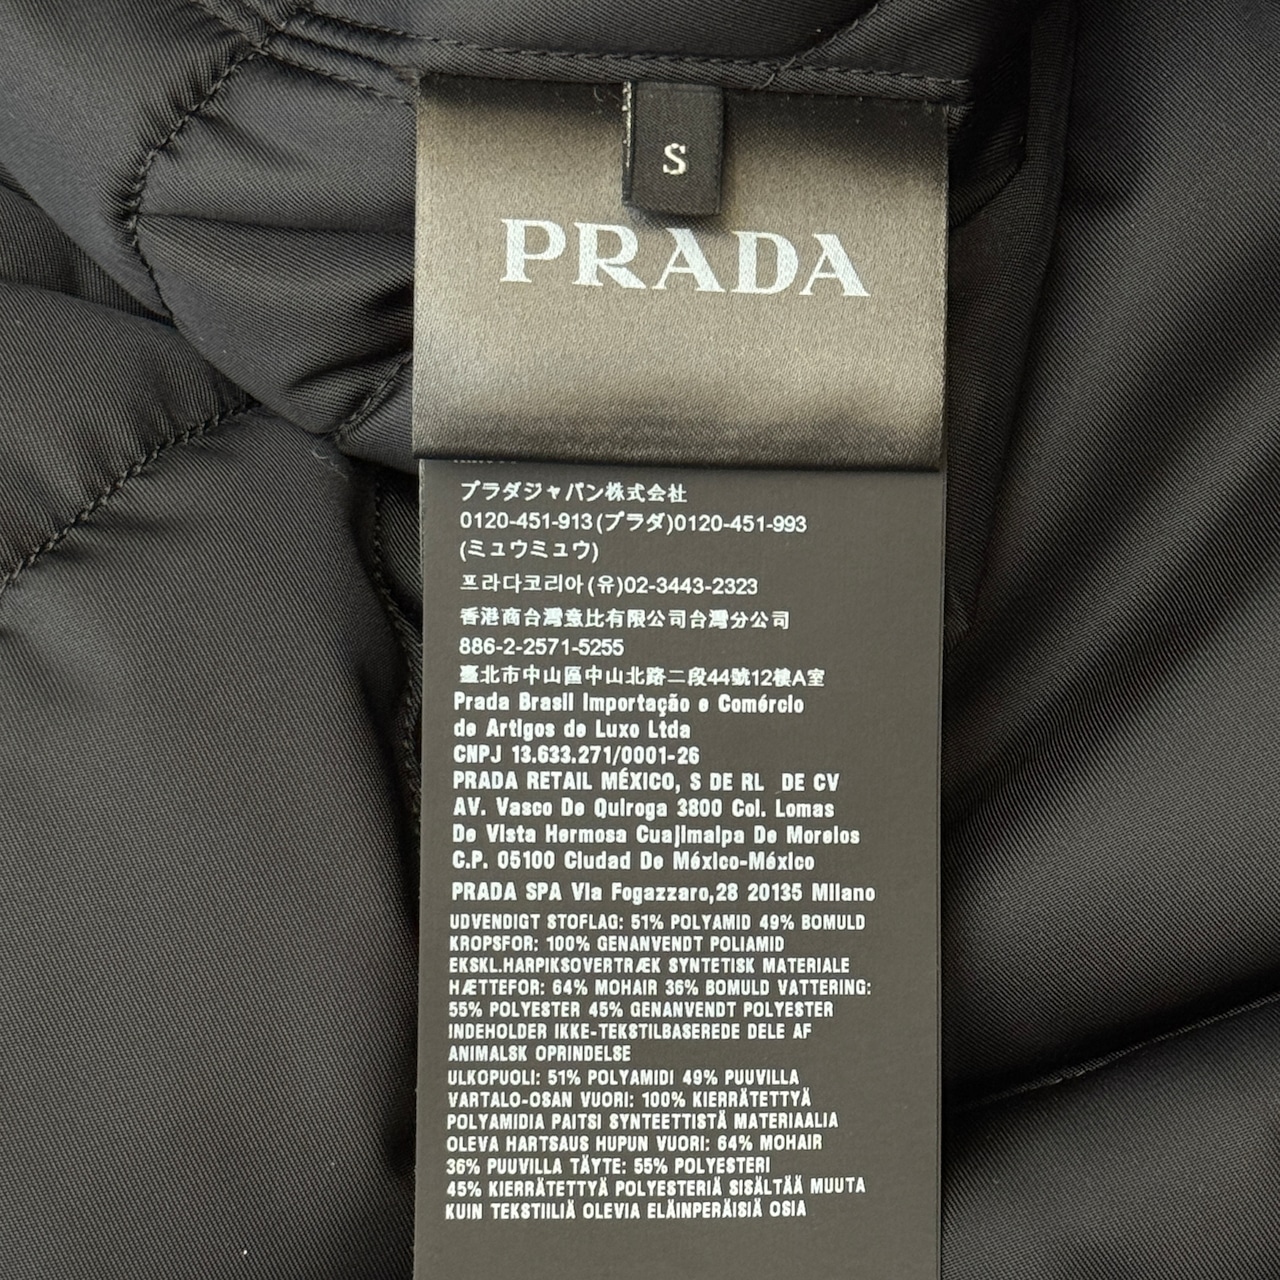 S
PRADA
プラダジャパン株式会社
0120-451-913(プラダ)0120-451-993
(ミュウミュウ)
프라다코리아(유)02-3443-2323
香港商台灣意比有限公司台灣分公司
886-2-2571-5255
臺北市中山區中山北路二段44號12樓A室
Prada Brasil Importação e Comércio
de Artigos de Luxo Ltda
CNPJ 13.633.271/0001-26
PRADA RETAIL MÉXICO, S DE RL DE CV
AV. Vasco De Quiroga 3800 Col. Lomas
De Vista Hermosa Cuajimalpa De Morelos
C.P. 05100 Ciudad De México-México
PRADA SPA Via Fogazzaro,28 20135 Milano
UDVENDIGT STOFLAG: 51% POLYAMID 49% BOMULD
KROPSFOR: 100% GENANVENDT POLIAMID
EKSKL.HARPIKSOVERTRÆK SYNTETISK MATERIALE
HÆTTEFOR: 64% MOHAIR 36% BOMULD VATTERING:
55% POLYESTER 45% GENANVENDT POLYESTER
INDEHOLDER IKKE-TEKSTILBASEREDE DELE AF
ANIMALSK OPRINDELSE
ULKOPUOLI: 51% POLYAMIDI 49% PUUVILLA
VARTALO-OSAN VUORI: 100% KIERRÄTETTYÄ
POLYAMIDIA PAITSI SYNTEETTISTÄ MATERIAALIA
OLEVA HARTSAUS HUPUN VUORI: 64% MOHAIR
36% PUUVILLA TÄYTE: 55% POLYESTERI
45% KIERRÄTETTYÄ POLYESTERIÄ SISÄLTÄÄ MUUTA
KUIN TEKSTIILIÄ OLEVIA ELÄINPERÄISIÄ OSIA